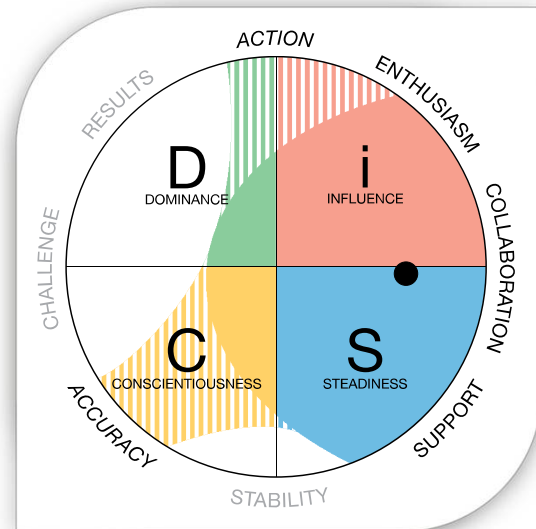 ACTION
ENTHUSIASM
RESULTS
D
DOMINANCE
i
INFLUENCE
COLLABORATION
CHALLENGE
C
CONSCIENTIOUSNESS
S
STEADINESS
SUPPORT
ACCURACY
STABILITY